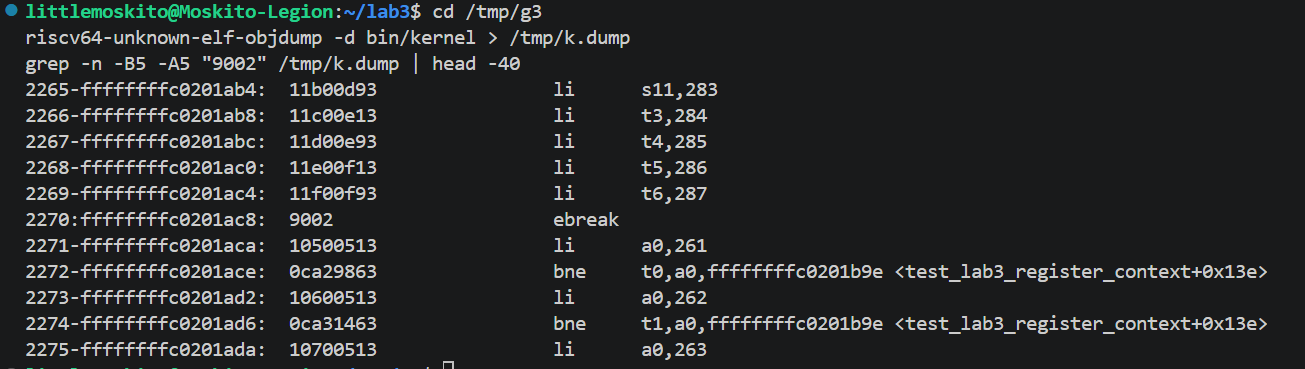 littlemoskito@Moskito-Legion:~/lab3$ cd /tmp/g3
riscv64-unknown-elf-objdump -d bin/kernel > /tmp/k.dump
grep -n -B5 -A5 "9002" /tmp/k.dump | head -40
2265-ffffffffc0201ab4:  11b00d93                li      s11,283
2266-ffffffffc0201ab8:  11c00e13                li      t3,284
2267-ffffffffc0201abc:  11d00e93                li      t4,285
2268-ffffffffc0201ac0:  11e00f13                li      t5,286
2269-ffffffffc0201ac4:  11f00f93                li      t6,287
2270:ffffffffc0201ac8:  9002                    ebreak
2271-ffffffffc0201aca:  10500513                li      a0,261
2272-ffffffffc0201ace:  0ca29863                bne     t0,a0,ffffffffc0201b9e <test_lab3_register_context+0x13e>
2273-ffffffffc0201ad2:  10600513                li      a0,262
2274-ffffffffc0201ad6:  0ca31463                bne     t1,a0,ffffffffc0201b9e <test_lab3_register_context+0x13e>
2275-ffffffffc0201ada:  10700513                li      a0,263